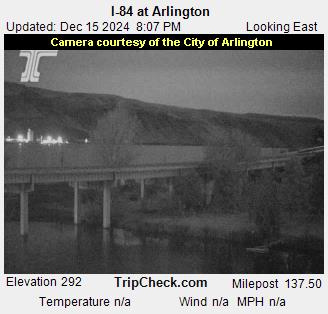 I-84 at Arlington
Updated: Dec 15 2024 8:07 PM Looking East
Camera courtesy of the City of Arlington
Elevation 292 TripCheck.com Milepost 137.50
Temperature n/a Wind n/a MPH n/a